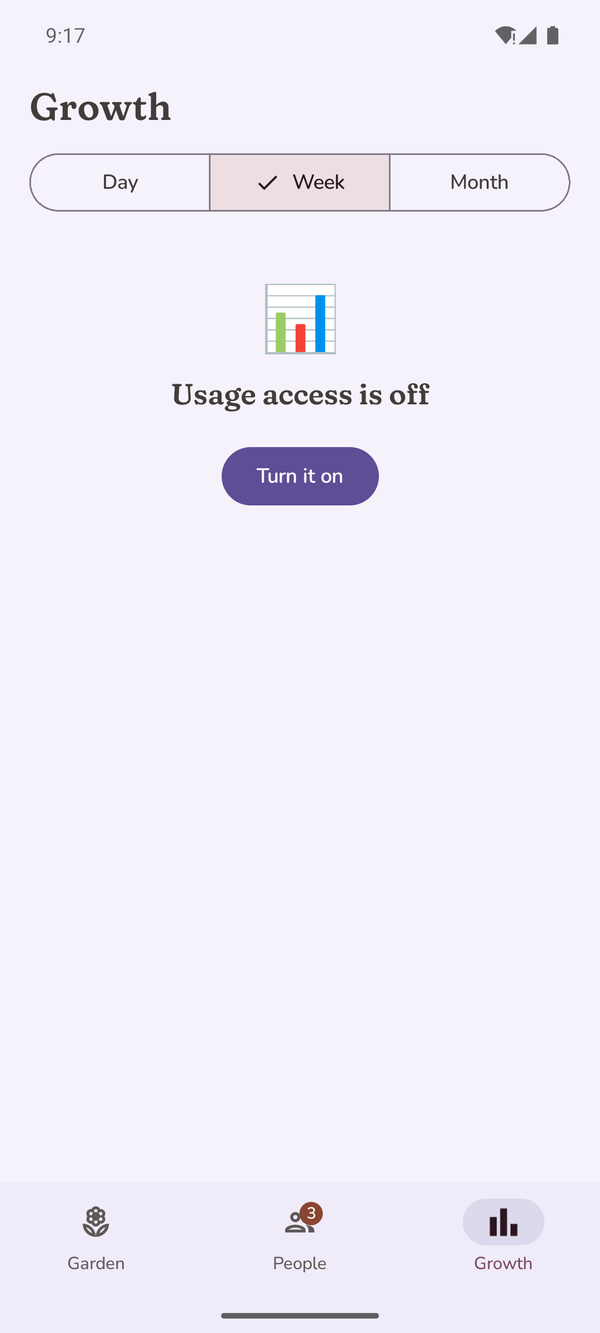 9:17
Growth
Day
Week
Month
Usage access is off
Turn it on
3
Garden
People
Growth